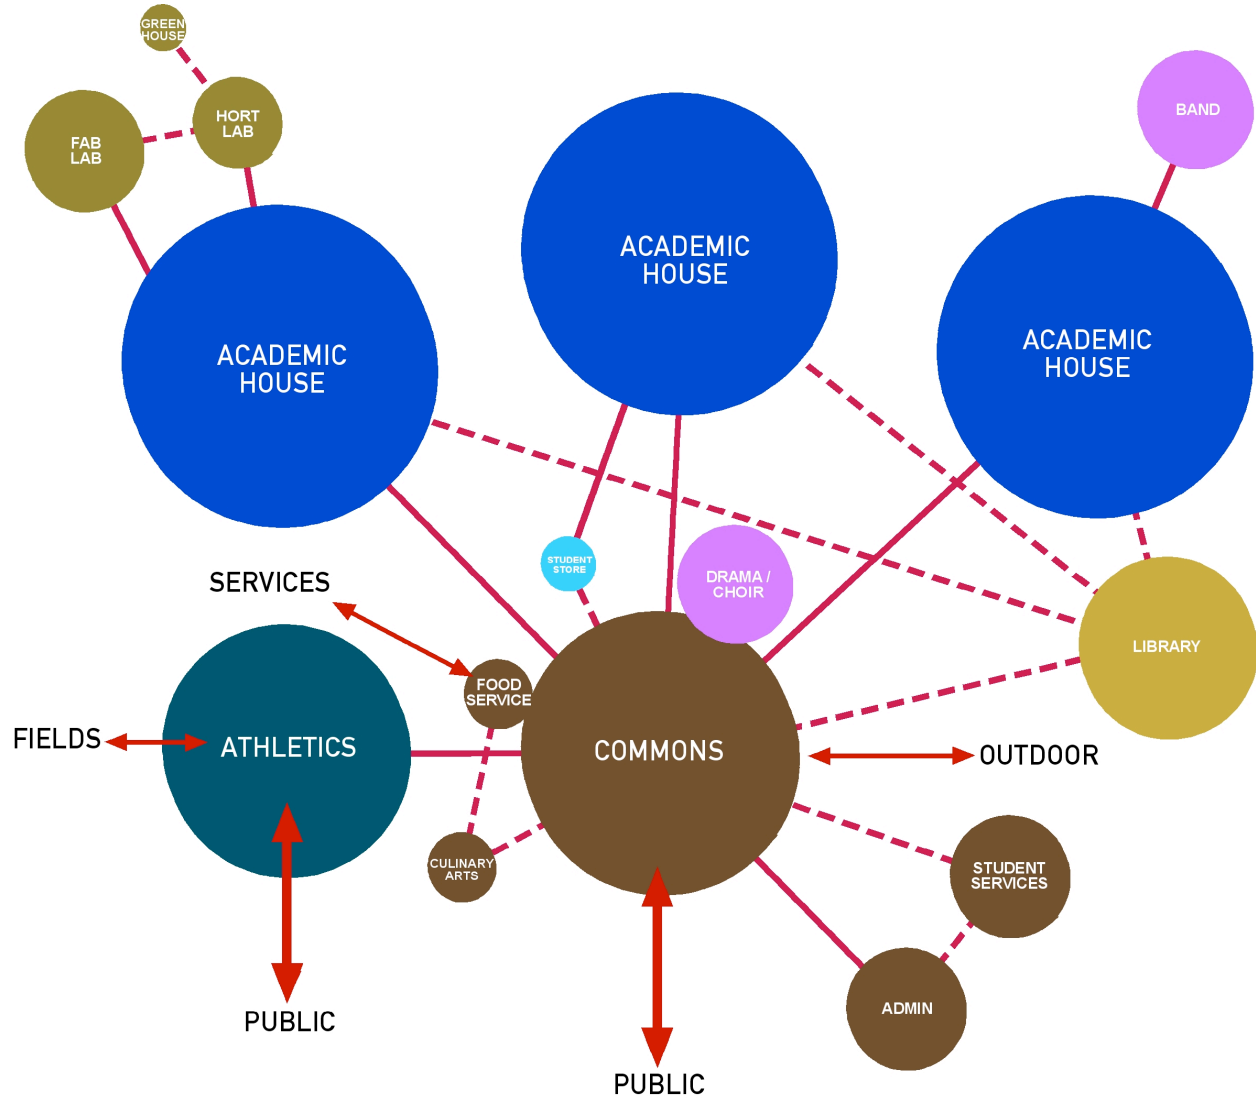 GREEN
HOUSE
HORT
LAB
FAB
LAB
BAND
ACADEMIC
HOUSE
ACADEMIC
HOUSE
ACADEMIC
HOUSE
STUDENT
STORE
DRAMA /
CHOIR
SERVICES
LIBRARY
FOOD
SERVICE
FIELDS
ATHLETICS
COMMONS
OUTDOOR
CULINARY
ARTS
STUDENT
SERVICES
ADMIN
PUBLIC
PUBLIC